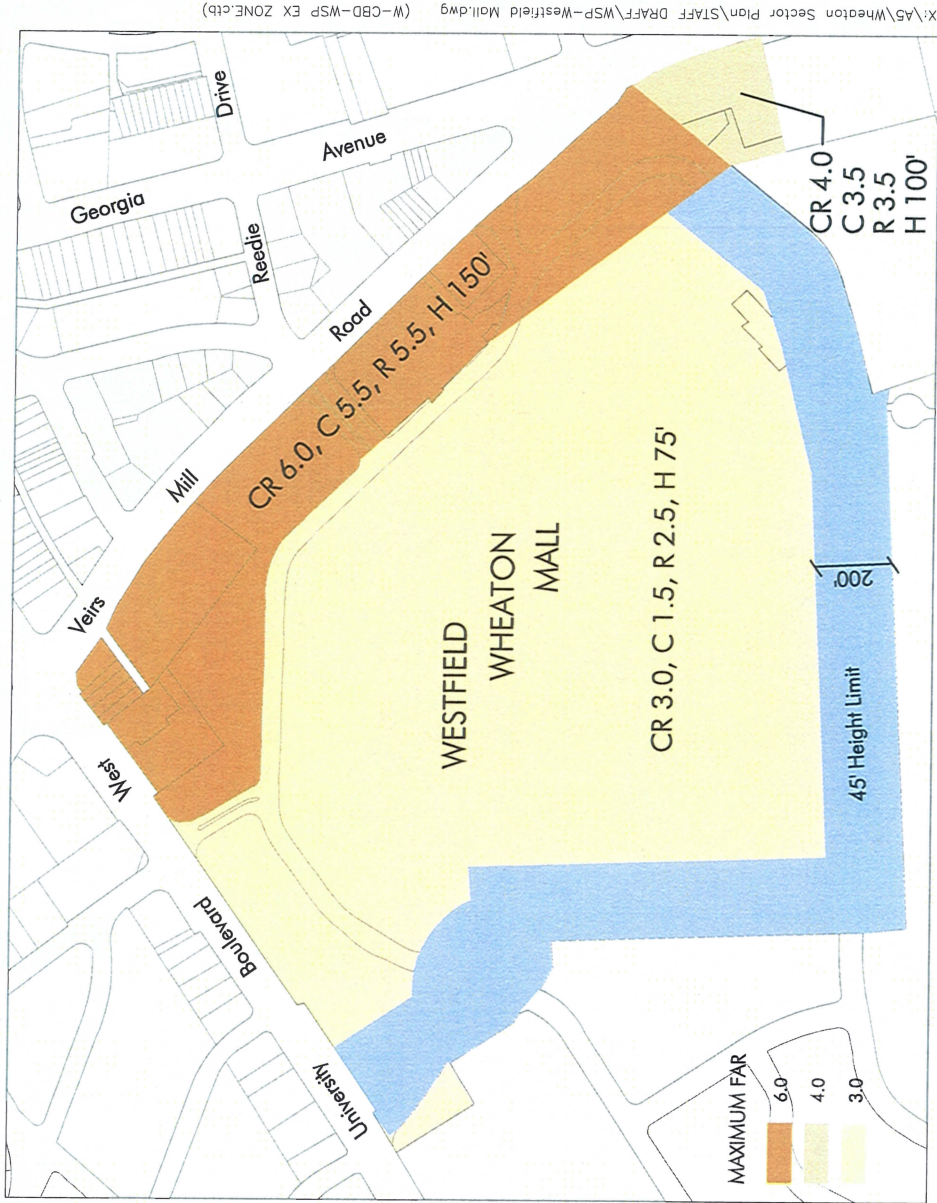 X:\A5\Wheaton Sector Plan\STAFF DRAFF\WSP-Westfield Mall.dwg (W-CBD-WSP EX ZONE.ctb)
Drive
Avenue
Georgia
Reedie
Road
Mill
Veirs
West
Boulevard
University
CR 6.0, C 5.5, R 5.5, H 150'
CR 4.0
C 3.5
R 3.5
H 100'
WESTFIELD
WHEATON
MALL
CR 3.0, C 1.5, R 2.5, H 75'
200'
45' Height Limit
MAXIMUM FAR
6.0
4.0
3.0